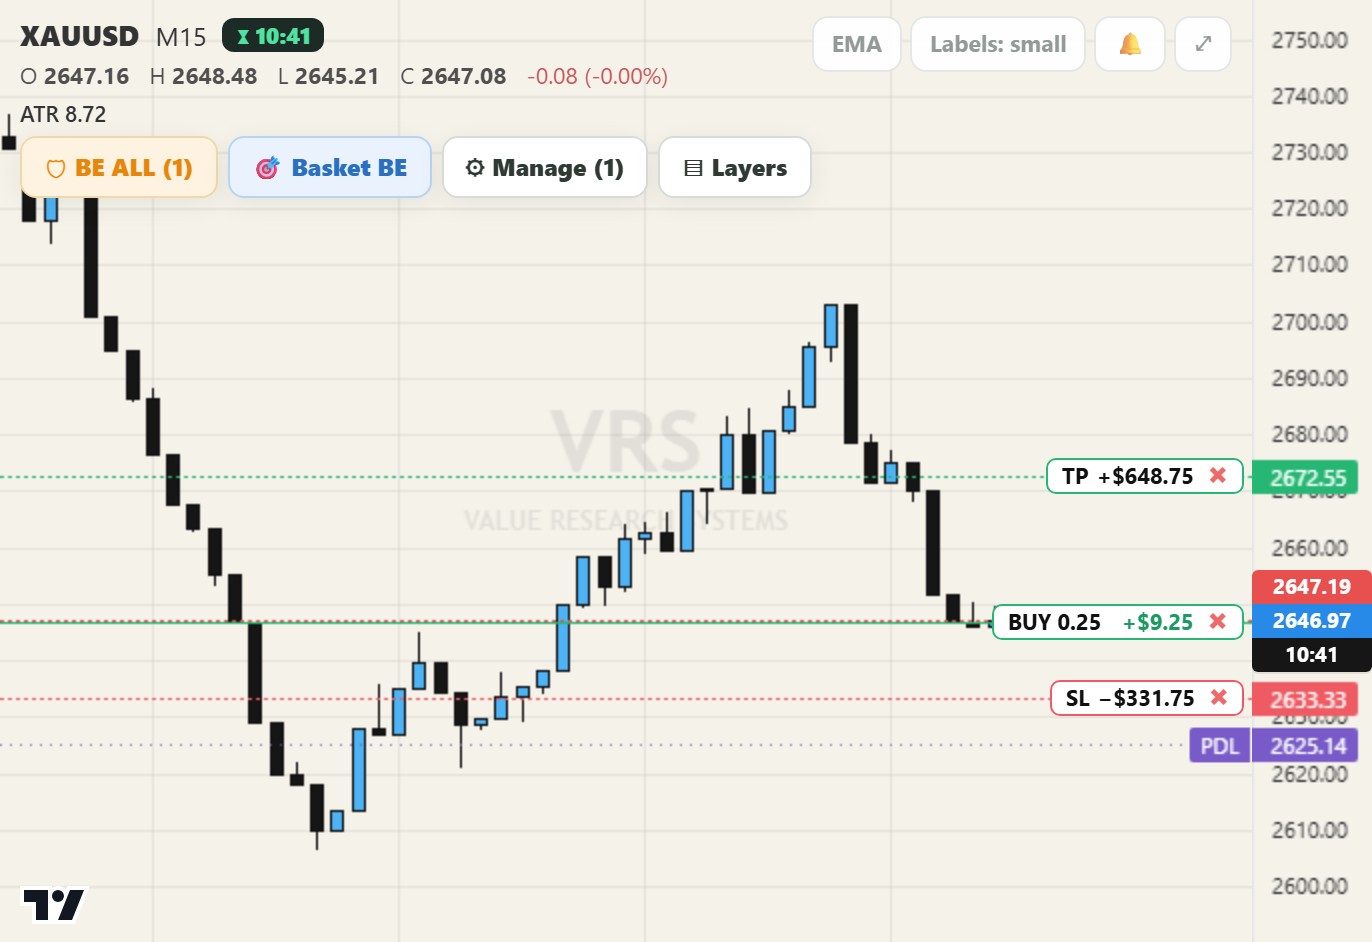 XAUUSD M15 10:41
EMA
Labels: small
O 2647.16 H 2648.48 L 2645.21 C 2647.08 -0.08 (-0.00%)
ATR 8.72
BE ALL (1)
Basket BE
Manage (1)
Layers
2750.00
2740.00
2730.00
2720.00
2710.00
2700.00
2690.00
2680.00
VRS
VALUE RESEARCH SYSTEMS
TP +$648.75
2672.55
2660.00
2647.19
BUY 0.25 +$9.25
2646.97
10:41
SL –$331.75
2633.33
PDL 2625.14
2620.00
2610.00
2600.00